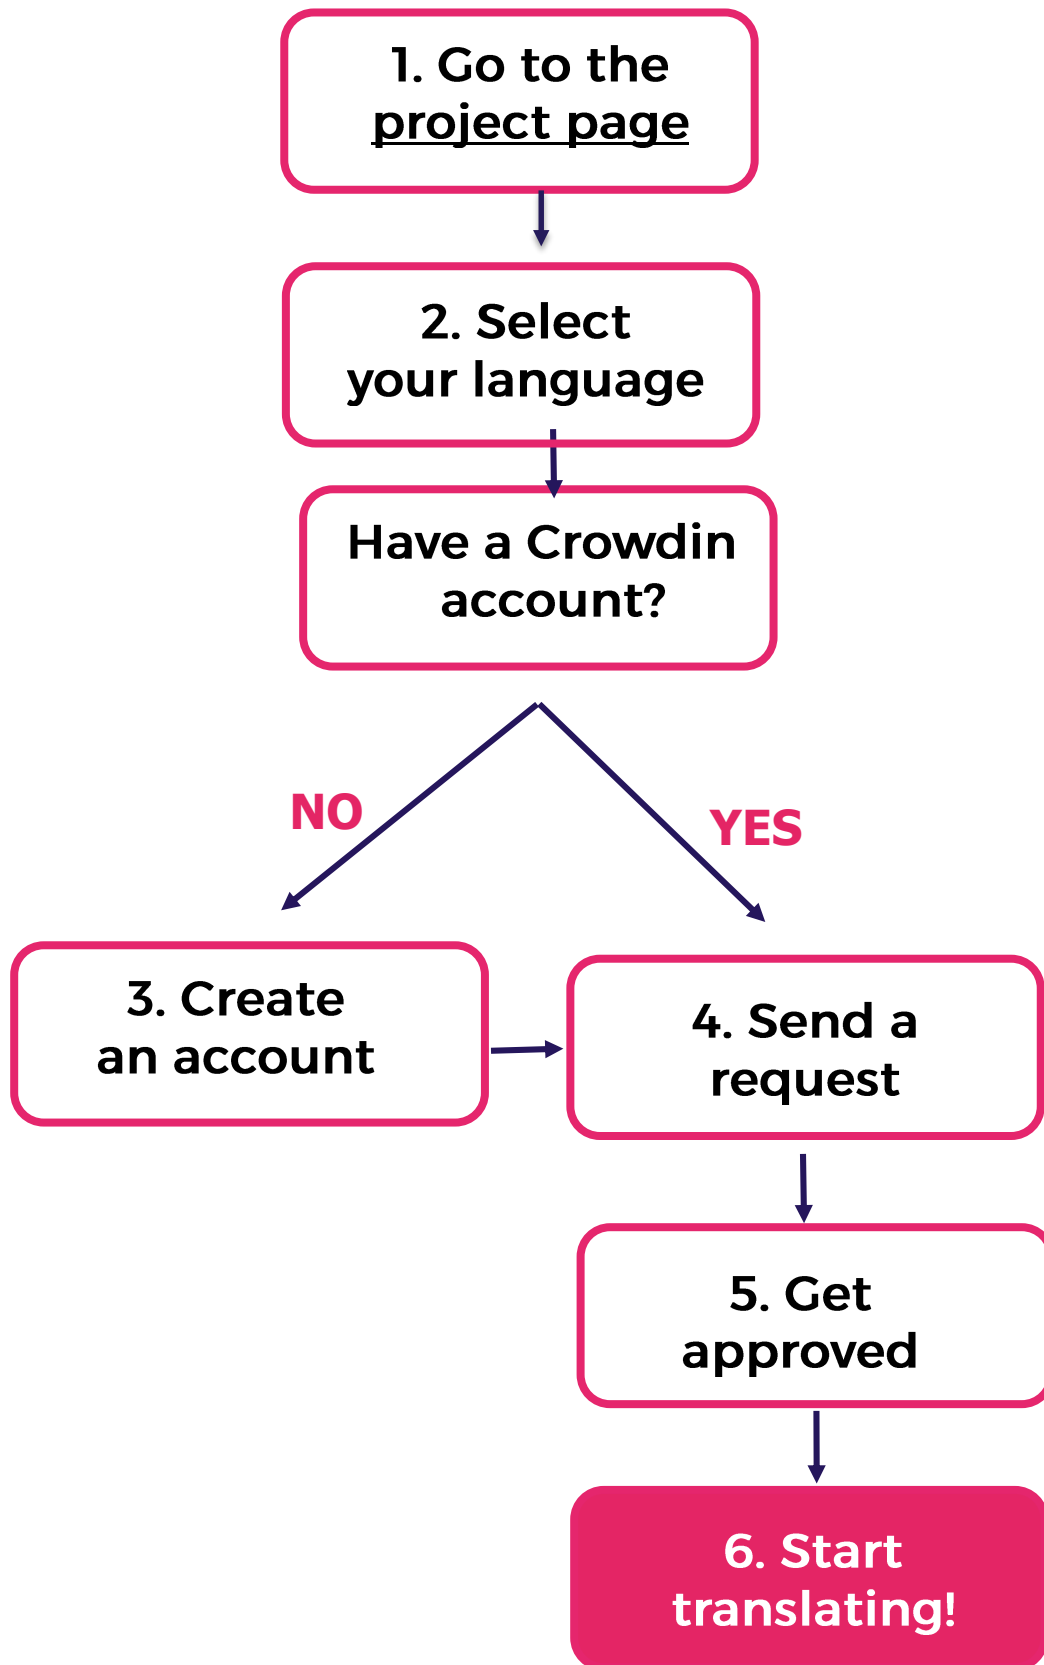 1. Go to the
project page
2. Select
your language
Have a Crowdin
account?
NO
YES
3. Create
an account
4. Send a
request
5. Get
approved
6. Start
translating!